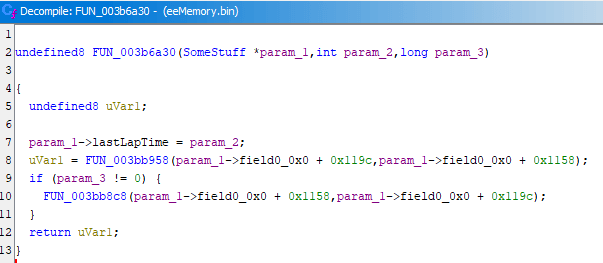 Decompile: FUN_003b6a30 - (eeMemory.bin)
1
2 undefined8 FUN_003b6a30(SomeStuff *param_1,int param_2,long param_3)
3
4 {
5 undefined8 uVar1;
6
7 param_1->lastLapTime = param_2;
8 uVar1 = FUN_003bb958(param_1->field0_0x0 + 0x119c,param_1->field0_0x0 + 0x1158);
9 if (param_3 != 0) {
10 FUN_003bb8c8(param_1->field0_0x0 + 0x1158,param_1->field0_0x0 + 0x119c);
11 }
12 return uVar1;
13 }